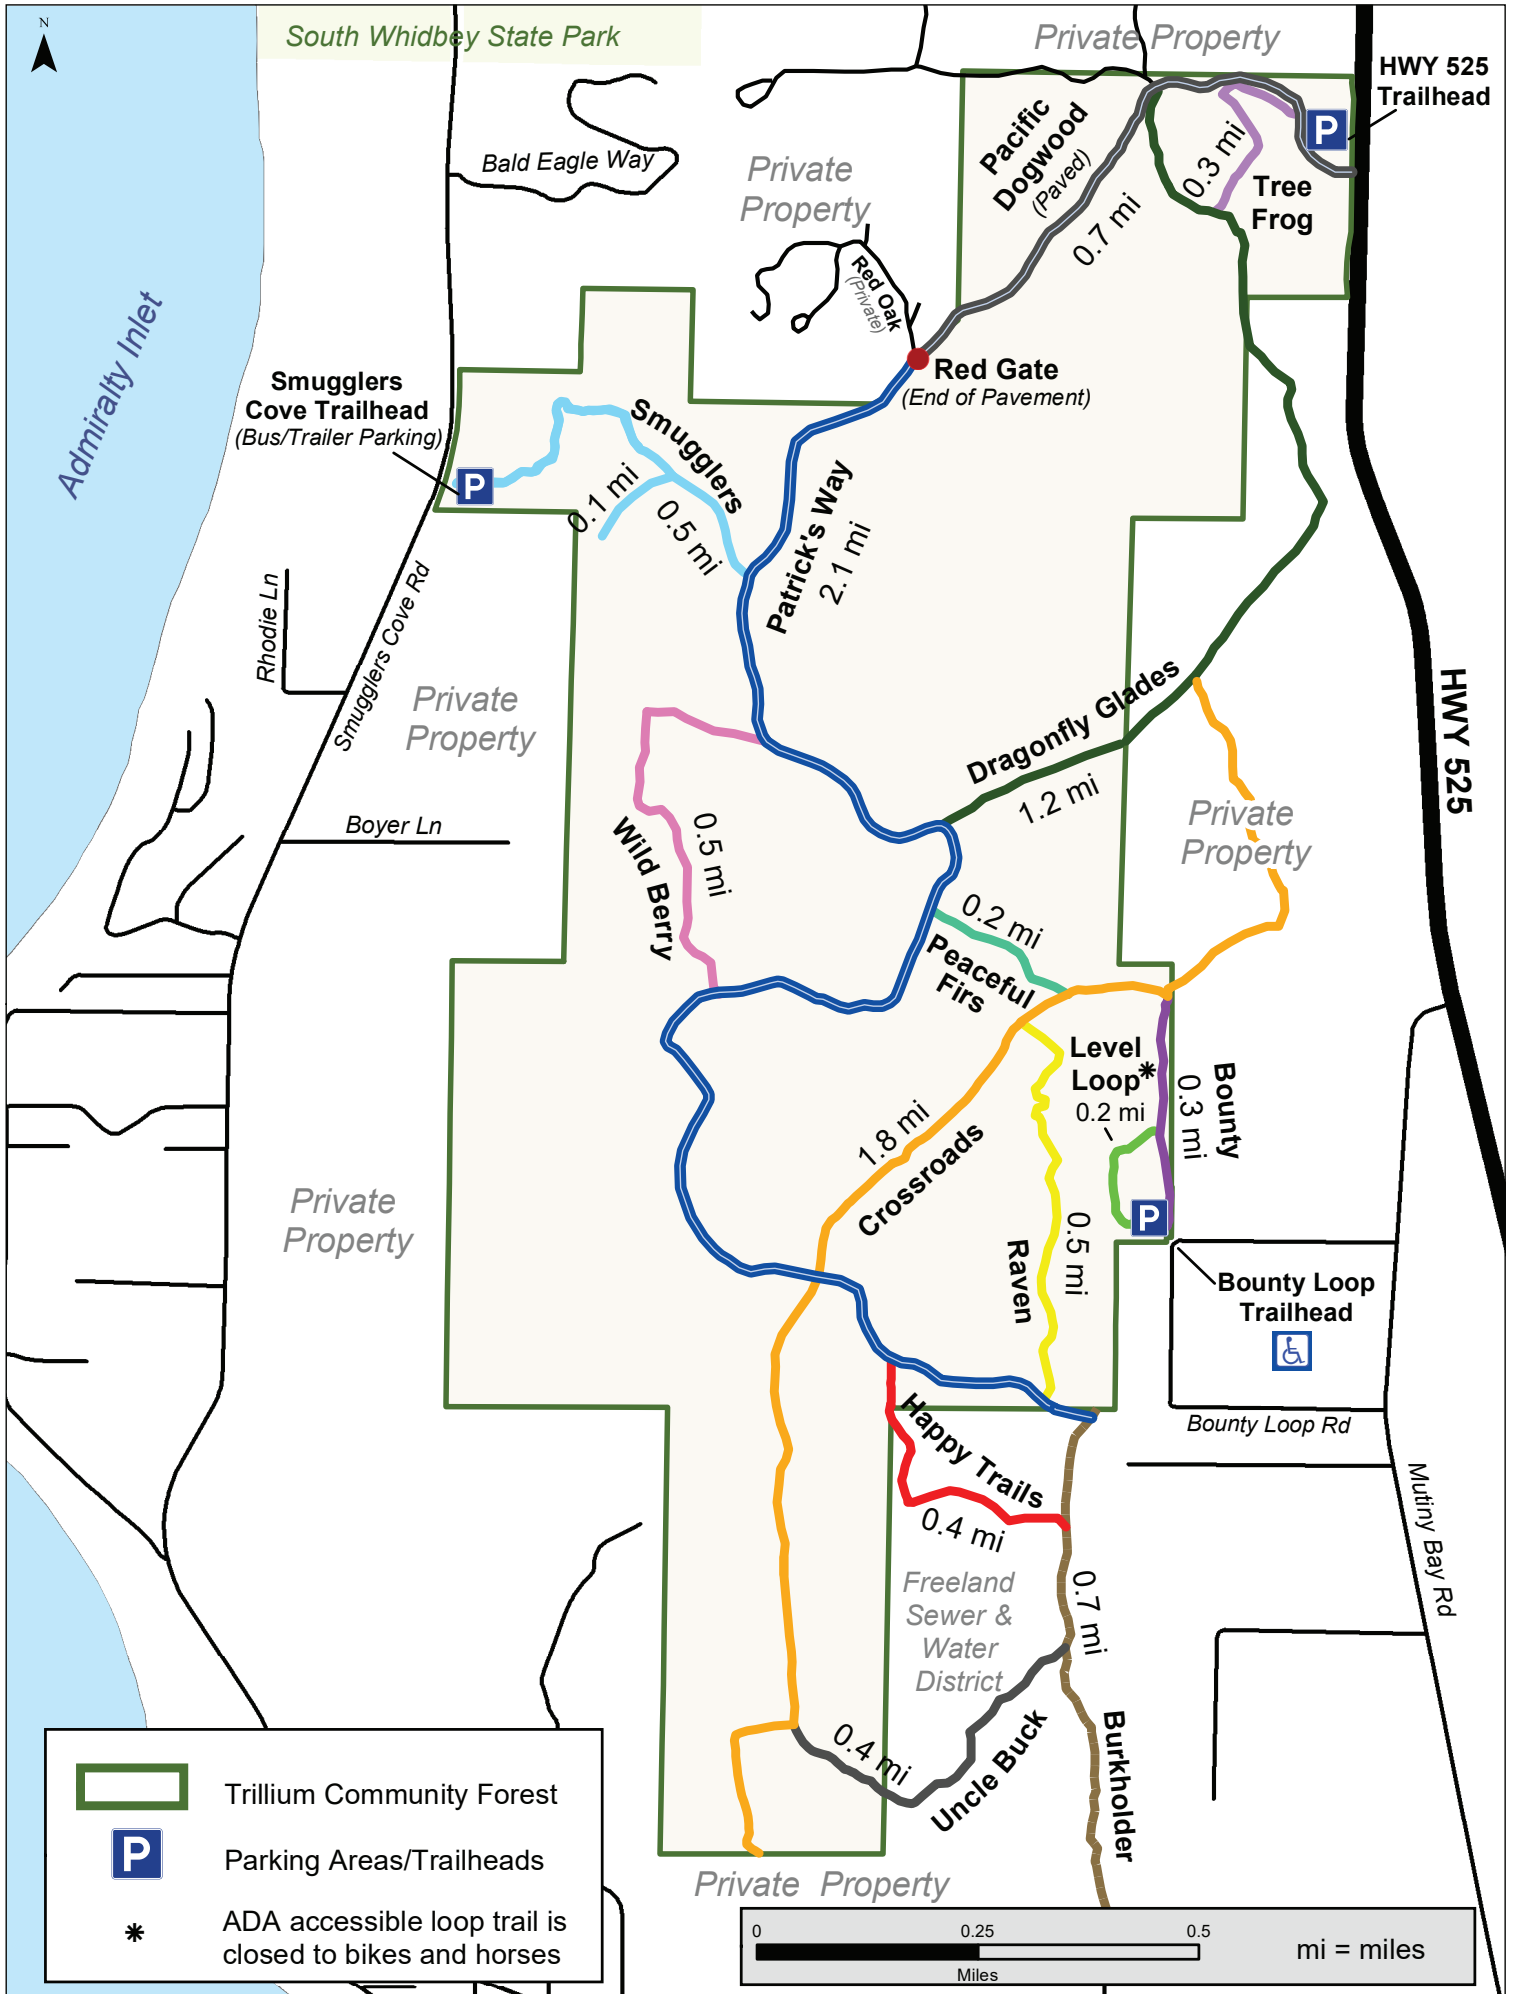 N
South Whidbey State Park
Private Property
HWY 525
Trailhead
P
Pacific
Dogwood
(Paved)
0.7 mi
0.3 mi
Tree
Frog
Bald Eagle Way
Private
Property
Red Oak
(Private)
Red Gate
(End of Pavement)
Admiralty Inlet
Smugglers
Cove Trailhead
(Bus/Trailer Parking)
P
Smugglers
0.1 mi
0.5 mi
Patrick's Way
2.1 mi
Rhodie Ln
Smugglers Cove Rd
Private
Property
HWY 525
Dragonfly Glades
1.2 mi
Private
Property
Boyer Ln
Wild Berry
0.5 mi
0.2 mi
Peaceful
Firs
Level
Loop*
0.2 mi
Bounty
0.3 mi
P
1.8 mi
Crossroads
Private
Property
Raven
0.5 mi
Bounty Loop
Trailhead
Bounty Loop Rd
Happy Trails
0.4 mi
Mutiny Bay Rd
Freeland
Sewer &
Water
District
0.7 mi
0.4 mi
Uncle Buck
Burkholder
Private Property
Trillium Community Forest
P
Parking Areas/Trailheads
*
ADA accessible loop trail is
closed to bikes and horses
0 0.25 0.5
Miles
mi = miles